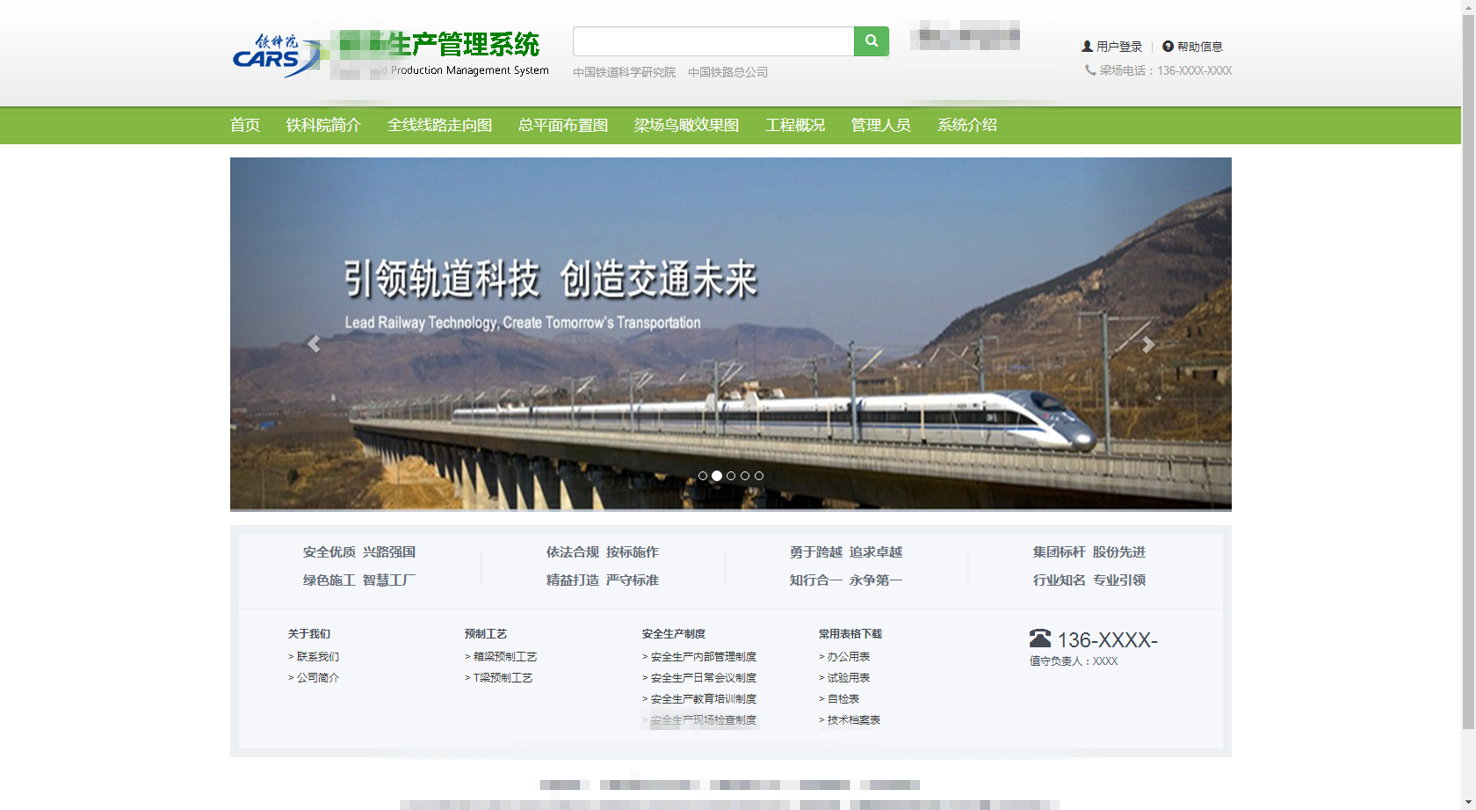 铁科院
CARS
生产管理系统
Production Management System
中国铁道科学研究院 中国铁路总公司
用户登录 | 帮助信息
梁场电话：136-XXXX-XXXX
首页 铁科院简介 全线线路走向图 总平面布置图 梁场鸟瞰效果图 工程概况 管理人员 系统介绍
引领轨道科技 创造交通未来
Lead Railway Technology, Create Tomorrow's Transportation
安全优质 兴路强国
绿色施工 智慧工厂
依法合规 按标施作
精益打造 严守标准
勇于跨越 追求卓越
知行合一 永争第一
集团标杆 股份先进
行业知名 专业引领
关于我们
> 联系我们
> 公司简介
预制工艺
> 箱梁预制工艺
> T梁预制工艺
安全生产制度
> 安全生产内部管理制度
> 安全生产日常会议制度
> 安全生产教育培训制度
> 安全生产现场检查制度
常用表格下载
> 办公用表
> 试验用表
> 自检表
> 技术档案表
136-XXXX-
值守负责人：XXXX